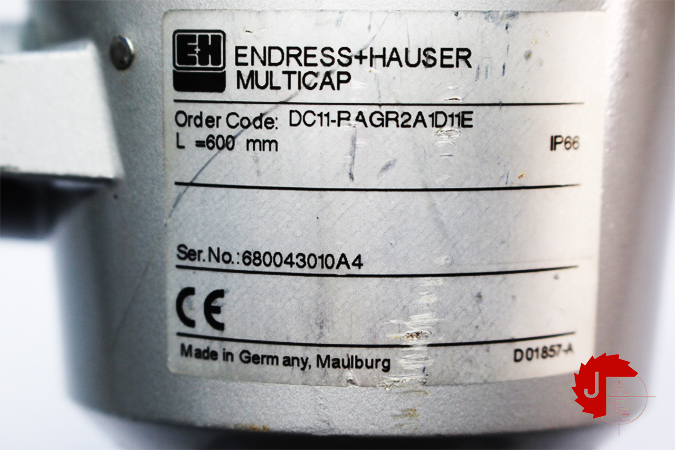 EH ENDRESS+HAUSER
MULTICAP
Order Code: DC11-RAGR2A1D11E
L =600 mm IP66
Ser.No.: 680043010A4
CE
Made in Germany, Maulburg D01857-A
J